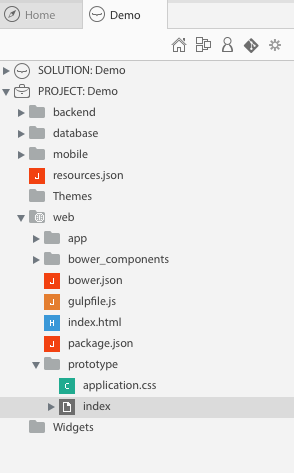 Home
Demo
SOLUTION: Demo
PROJECT: Demo
backend
database
mobile
J resources.json
Themes
web
app
bower_components
J bower.json
J gulpfile.js
H index.html
J package.json
prototype
C application.css
index
Widgets